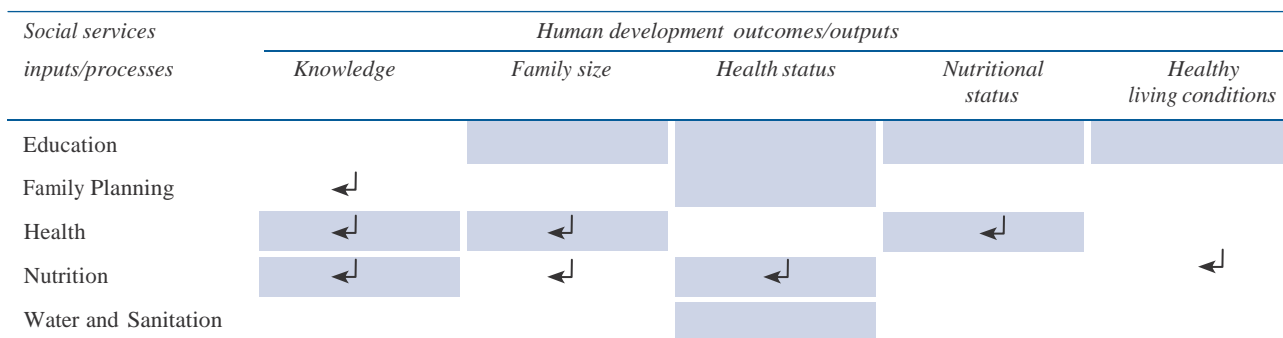 Social services Human development outcomes/outputs
inputs/processes Knowledge Family size Health status Nutritional status Healthy living conditions
Education
Family Planning
Health
Nutrition
Water and Sanitation